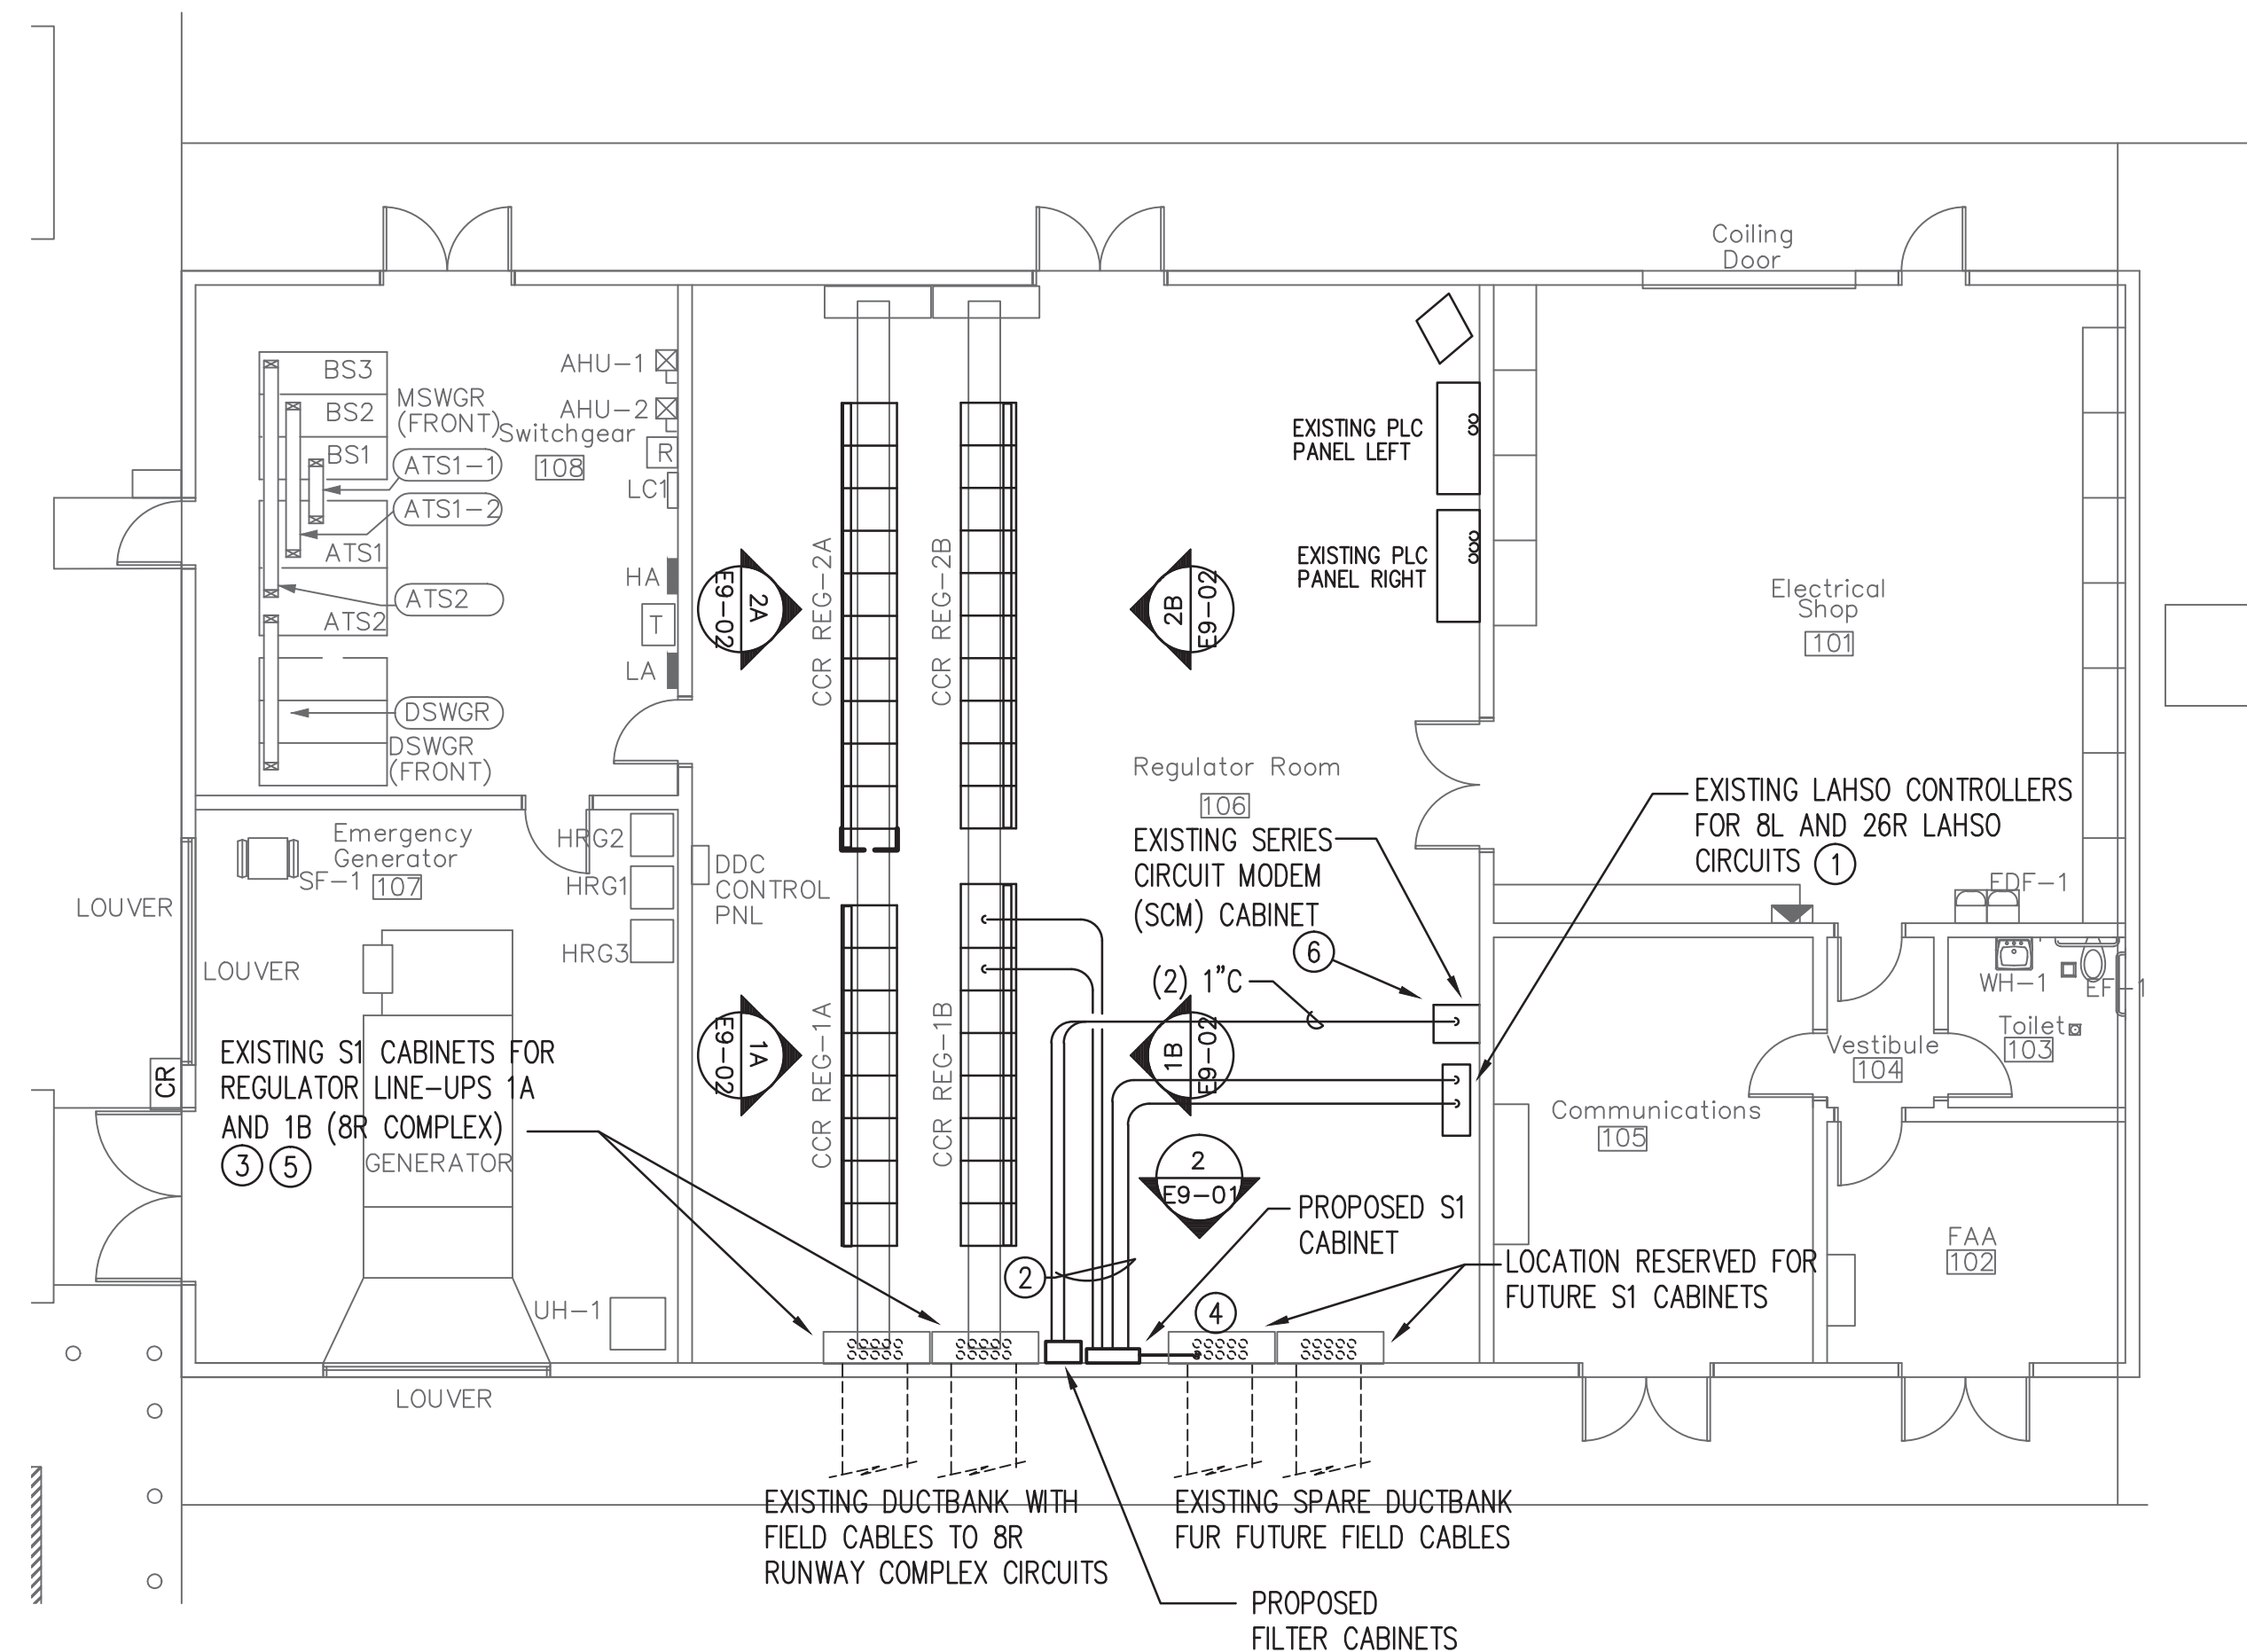 Coiling
Door
BS3
BS2
BS1
MSWGR
(FRONT)
AHU-1
AHU-2
Switchgear
108
R
LC1
ATS1-1
ATS1-2
ATS1
ATS2
ATS2
HA
T
LA
DSWGR
DSWGR
(FRONT)
2A
E9-02
CCR REG-2A
CCR REG-2B
2B
E9-02
EXISTING PLC
PANEL LEFT
EXISTING PLC
PANEL RIGHT
Electrical
Shop
101
Regulator Room
106
EXISTING LAHSO CONTROLLERS
FOR 8L AND 26R LAHSO
CIRCUITS 1
EXISTING SERIES
CIRCUIT MODEM
(SCM) CABINET
6
(2) 1"C
Emergency
Generator
107
SF-1
HRG2
HRG1
HRG3
DDC
CONTROL
PNL
LOUVER
LOUVER
EDF-1
WH-1
EF-1
Toilet
103
Vestibule
104
Communications
105
FAA
102
CR
EXISTING S1 CABINETS FOR
REGULATOR LINE-UPS 1A
AND 1B (8R COMPLEX)
3 5
GENERATOR
UH-1
LOUVER
1A
E9-02
CCR REG-1A
CCR REG-1B
1B
E9-02
2
E9-01
2
4
PROPOSED S1
CABINET
LOCATION RESERVED FOR
FUTURE S1 CABINETS
EXISTING DUCTBANK WITH
FIELD CABLES TO 8R
RUNWAY COMPLEX CIRCUITS
EXISTING SPARE DUCTBANK
FUR FUTURE FIELD CABLES
PROPOSED
FILTER CABINETS